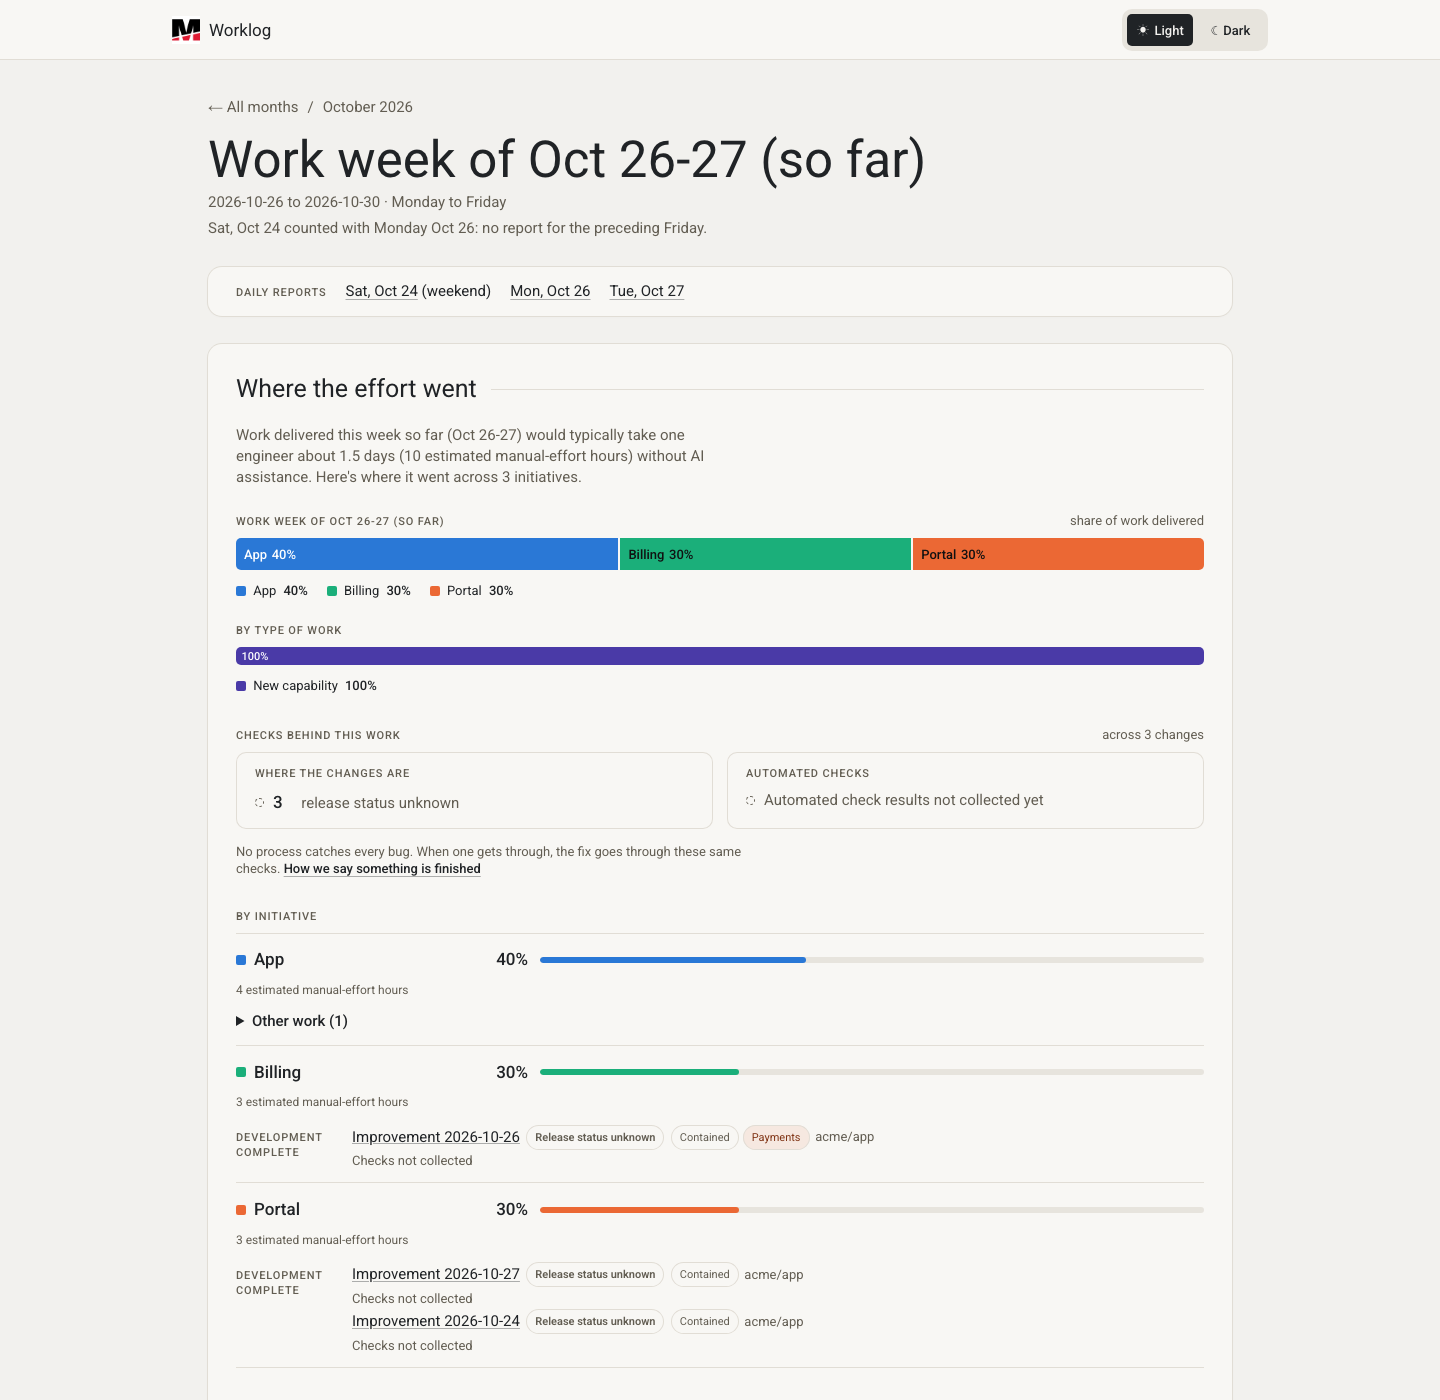 M Worklog
Light
Dark
← All months / October 2026
Work week of Oct 26-27 (so far)
2026-10-26 to 2026-10-30 · Monday to Friday
Sat, Oct 24 counted with Monday Oct 26: no report for the preceding Friday.
DAILY REPORTS Sat, Oct 24 (weekend) Mon, Oct 26 Tue, Oct 27
Where the effort went
Work delivered this week so far (Oct 26-27) would typically take one
engineer about 1.5 days (10 estimated manual-effort hours) without AI
assistance. Here's where it went across 3 initiatives.
WORK WEEK OF OCT 26-27 (SO FAR) share of work delivered
App 40% Billing 30% Portal 30%
App 40% Billing 30% Portal 30%
BY TYPE OF WORK
100%
New capability 100%
CHECKS BEHIND THIS WORK across 3 changes
WHERE THE CHANGES ARE
3 release status unknown
AUTOMATED CHECKS
Automated check results not collected yet
No process catches every bug. When one gets through, the fix goes through these same
checks. How we say something is finished
BY INITIATIVE
App 40%
4 estimated manual-effort hours
▶ Other work (1)
Billing 30%
3 estimated manual-effort hours
DEVELOPMENT COMPLETE
Improvement 2026-10-26 Release status unknown Contained Payments acme/app
Checks not collected
Portal 30%
3 estimated manual-effort hours
DEVELOPMENT COMPLETE
Improvement 2026-10-27 Release status unknown Contained acme/app
Checks not collected
Improvement 2026-10-24 Release status unknown Contained acme/app
Checks not collected